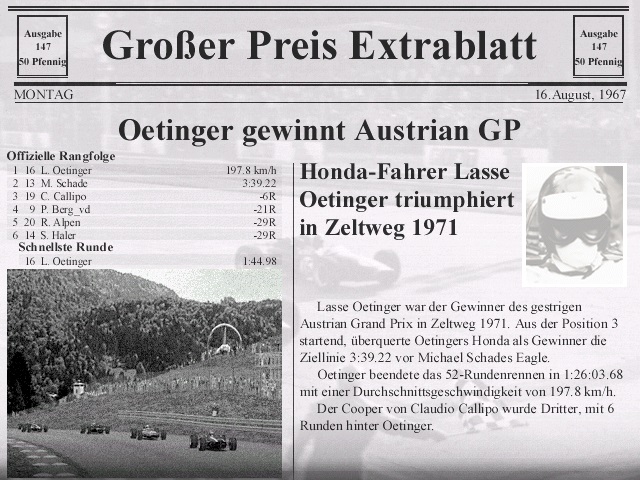 Ausgabe
147
50 Pfennig
Großer Preis Extrablatt
Ausgabe
147
50 Pfennig
MONTAG
16.August, 1967
Oetinger gewinnt Austrian GP
Offizielle Rangfolge
1 16 L. Oetinger 197.8 km/h
2 13 M. Schade 3:39.22
3 19 C. Callipo -6R
4 9 P. Berg_vd -21R
5 20 R. Alpen -29R
6 14 S. Haler -29R
Schnellste Runde
16 L. Oetinger 1:44.98
Honda-Fahrer Lasse
Oetinger triumphiert
in Zeltweg 1971
Lasse Oetinger war der Gewinner des gestrigen
Austrian Grand Prix in Zeltweg 1971. Aus der Position 3
startend, überquerte Oetingers Honda als Gewinner die
Ziellinie 3:39.22 vor Michael Schades Eagle.
Oetinger beendete das 52-Rundenrennen in 1:26:03.68
mit einer Durchschnittsgeschwindigkeit von 197.8 km/h.
Der Cooper von Claudio Callipo wurde Dritter, mit 6
Runden hinter Oetinger.